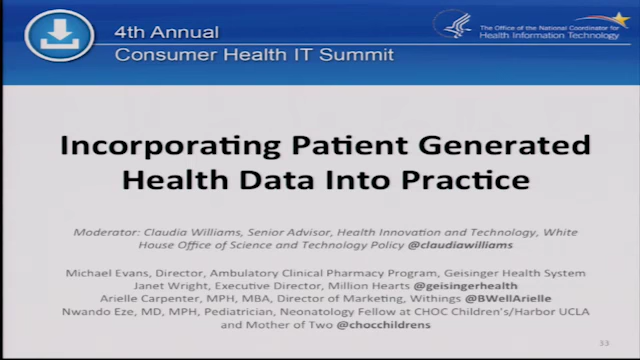 4th Annual
Consumer Health IT Summit
The Office of the National Coordinator for
Health Information Technology
Incorporating Patient Generated
Health Data Into Practice
Moderator: Claudia Williams, Senior Advisor, Health Innovation and Technology, White
House Office of Science and Technology Policy @claudiawilliams
Michael Evans, Director, Ambulatory Clinical Pharmacy Program, Geisinger Health System
Janet Wright, Executive Director, Million Hearts @geisingerhealth
Arielle Carpenter, MPH, MBA, Director of Marketing, Withings @BWellArielle
Nwando Eze, MD, MPH, Pediatrician, Neonatology Fellow at CHOC Children's/Harbor UCLA
and Mother of Two @chocchildrens
33